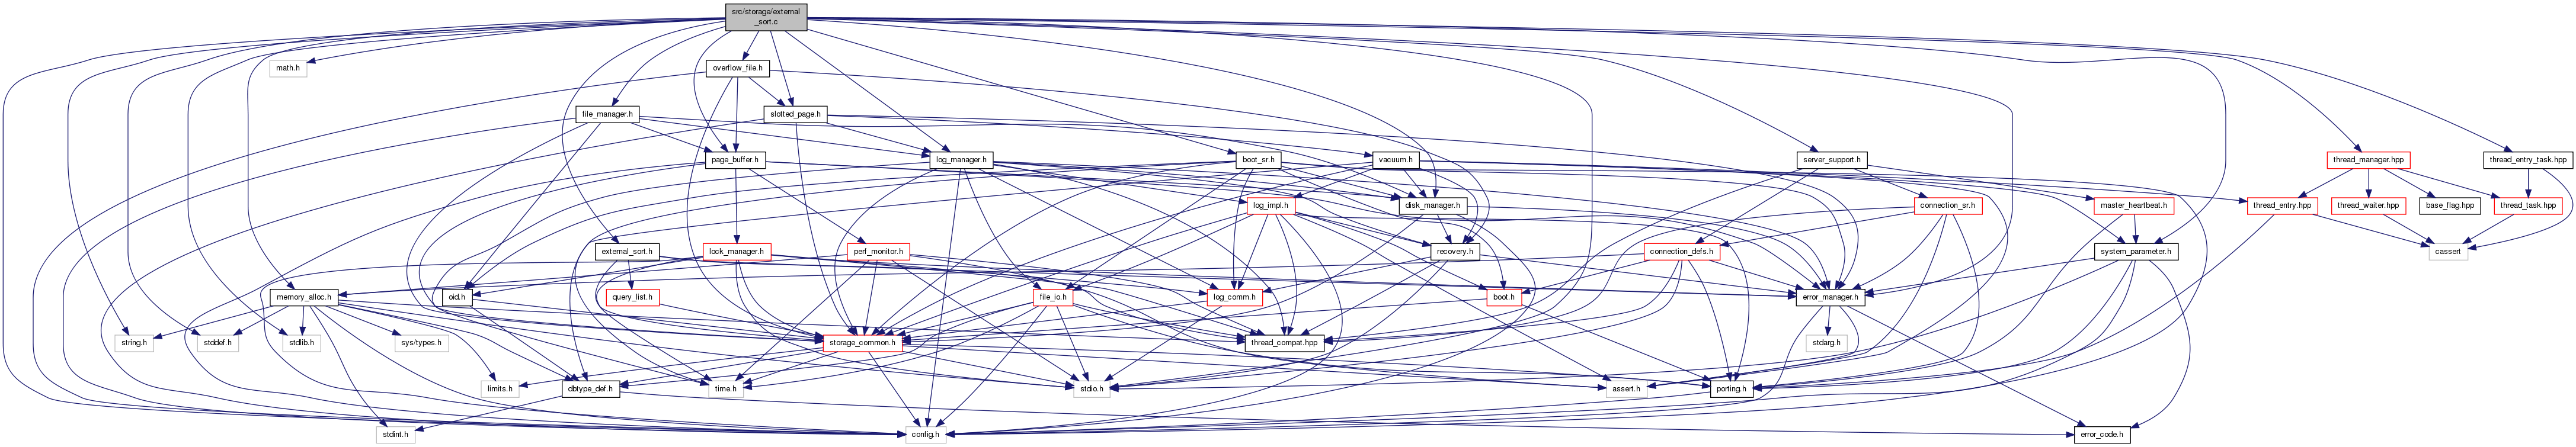 src/storage/external
_sort.c
math.h
overflow_file.h
file_manager.h
slotted_page.h
page_buffer.h
log_manager.h
boot_sr.h
vacuum.h
server_support.h
thread_manager.hpp
thread_entry_task.hpp
log_impl.h
disk_manager.h
connection_sr.h
master_heartbeat.h
thread_entry.hpp
thread_waiter.hpp
base_flag.hpp
thread_task.hpp
external_sort.h
lock_manager.h
perf_monitor.h
recovery.h
connection_defs.h
system_parameter.h
cassert
memory_alloc.h
oid.h
query_list.h
file_io.h
log_comm.h
boot.h
error_manager.h
string.h
stddef.h
stdlib.h
sys/types.h
storage_common.h
thread_compat.hpp
stdarg.h
limits.h
dbtype_def.h
time.h
stdio.h
assert.h
porting.h
stdint.h
config.h
error_code.h